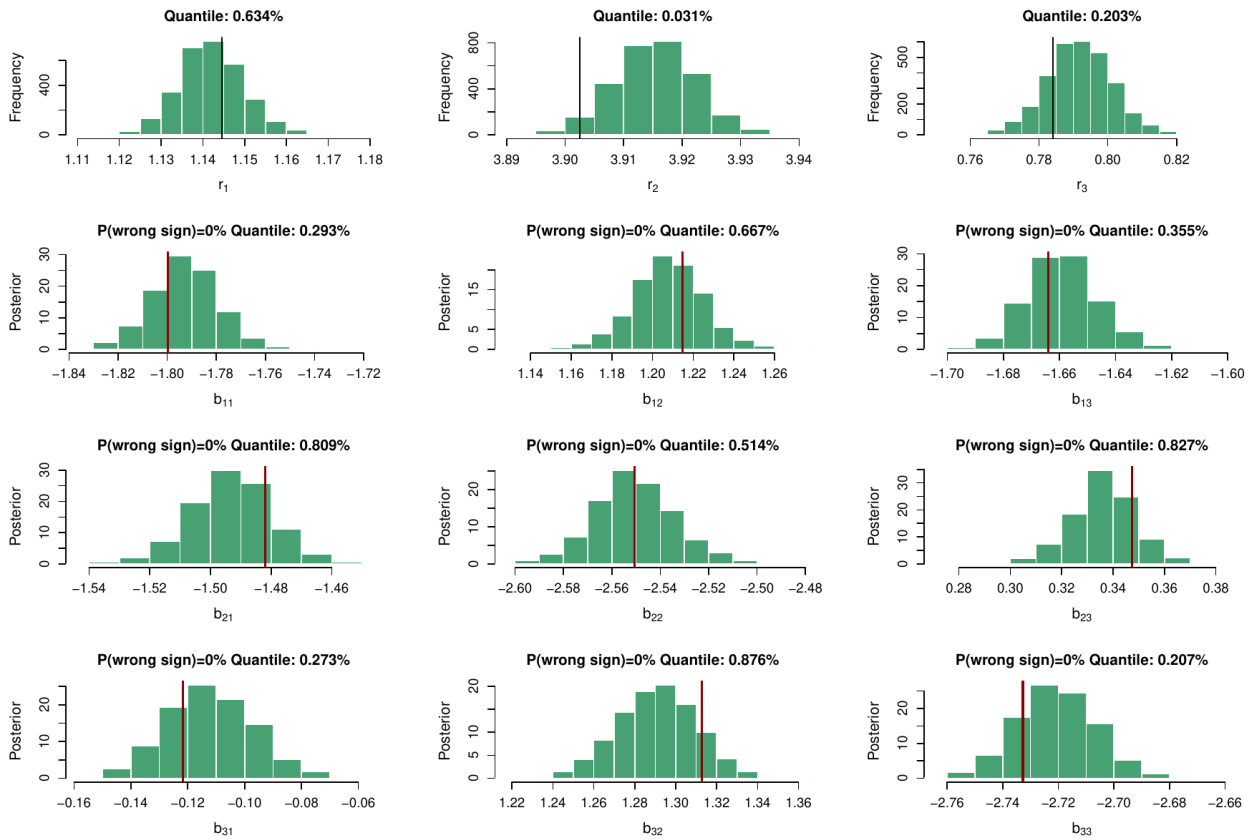 Quantile: 0.634%
Frequency
0 400
1.11 1.12 1.13 1.14 1.15 1.16 1.17 1.18
r₁
Quantile: 0.031%
Frequency
0 400 800
3.89 3.90 3.91 3.92 3.93 3.94
r₂
Quantile: 0.203%
Frequency
0 200 500
0.76 0.78 0.80 0.82
r₃
P(wrong sign)=0% Quantile: 0.293%
Posterior
0 10 20 30
−1.84 −1.82 −1.80 −1.78 −1.76 −1.74 −1.72
b₁₁
P(wrong sign)=0% Quantile: 0.667%
Posterior
0 5 15
1.14 1.16 1.18 1.20 1.22 1.24 1.26
b₁₂
P(wrong sign)=0% Quantile: 0.355%
Posterior
0 10 20 30
−1.70 −1.68 −1.66 −1.64 −1.62 −1.60
b₁₃
P(wrong sign)=0% Quantile: 0.809%
Posterior
0 10 20 30
−1.54 −1.52 −1.50 −1.48 −1.46
b₂₁
P(wrong sign)=0% Quantile: 0.514%
Posterior
0 5 10 20
−2.60 −2.58 −2.56 −2.54 −2.52 −2.50 −2.48
b₂₂
P(wrong sign)=0% Quantile: 0.827%
Posterior
0 10 20 30
0.28 0.30 0.32 0.34 0.36 0.38
b₂₃
P(wrong sign)=0% Quantile: 0.273%
Posterior
0 10 20
−0.16 −0.14 −0.12 −0.10 −0.08 −0.06
b₃₁
P(wrong sign)=0% Quantile: 0.876%
Posterior
0 5 10 20
1.22 1.24 1.26 1.28 1.30 1.32 1.34 1.36
b₃₂
P(wrong sign)=0% Quantile: 0.207%
Posterior
0 10 20
−2.76 −2.74 −2.72 −2.70 −2.68 −2.66
b₃₃